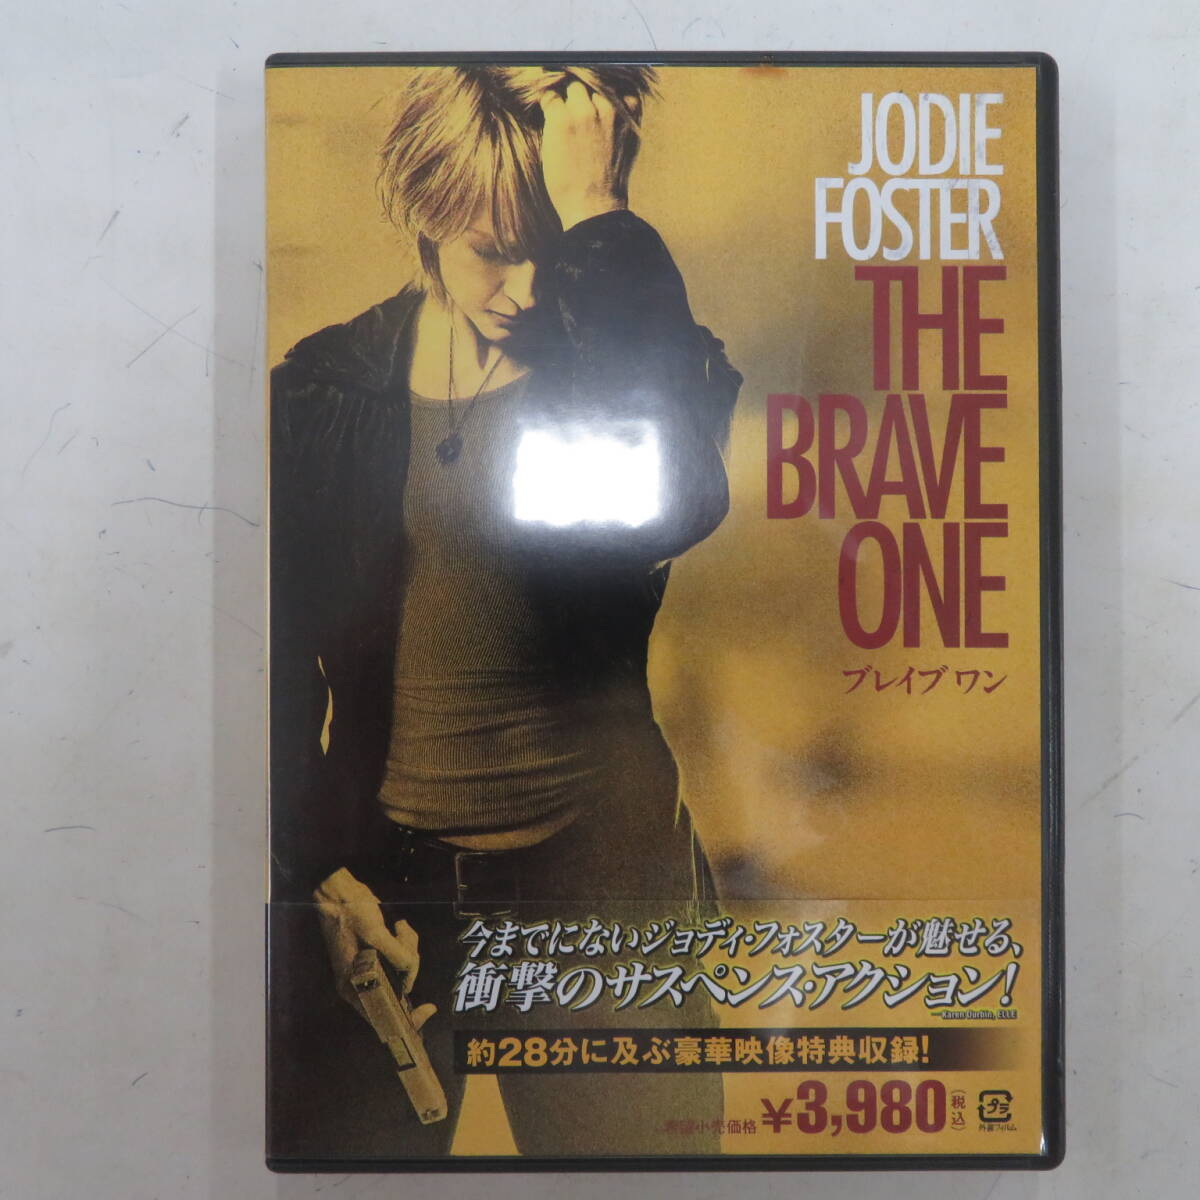 JODIE
FOSTER
THE
BRAVE
ONE
ブレイブ ワン
今までにないジョディ・フォスターが魅せる、
衝撃のサスペンス・アクション!
—Karen Durbin, ELLE
約28分に及ぶ豪華映像特典収録!
希望小売価格 ¥3,980(税込)
プラ
外装フィルム